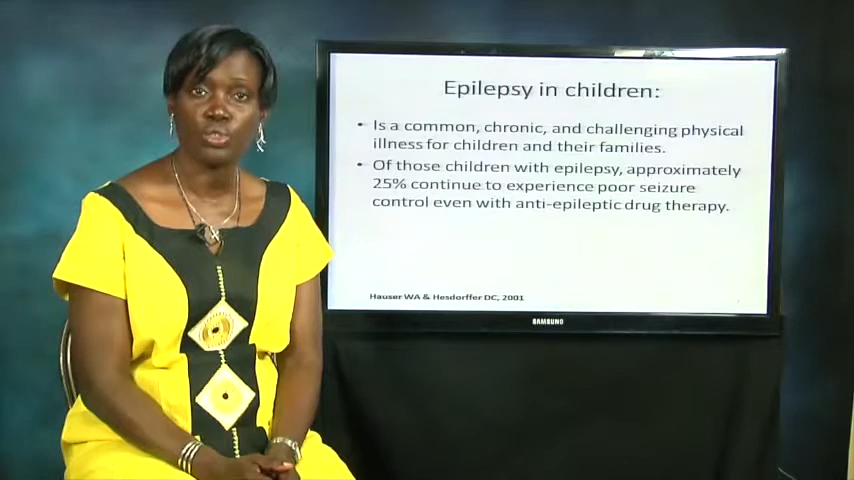 Epilepsy in children:
• Is a common, chronic, and challenging physical
illness for children and their families.
• Of those children with epilepsy, approximately
25% continue to experience poor seizure
control even with anti-epileptic drug therapy.
Hauser WA & Hesdorffer DC, 2001
SAMSUNG